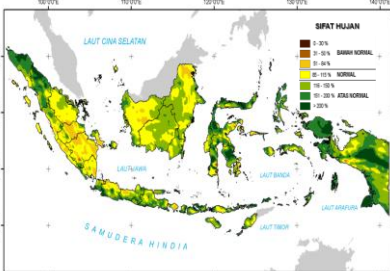 100°0'0"E 110°0'0"E 120°0'0"E 130°0'0"E 140°0'0"E
SIFAT HUJAN
0 - 30 %
31 - 50 % BAWAH NORMAL
51 - 84 %
85 - 115 % NORMAL
116 - 150 %
151 - 200 % ATAS NORMAL
> 200 %
LAUT CINA SELATAN
LAUT JAWA
LAUT BANDA
LAUT ARAFURA
LAUT TIMOR
SAMUDERA HINDIA